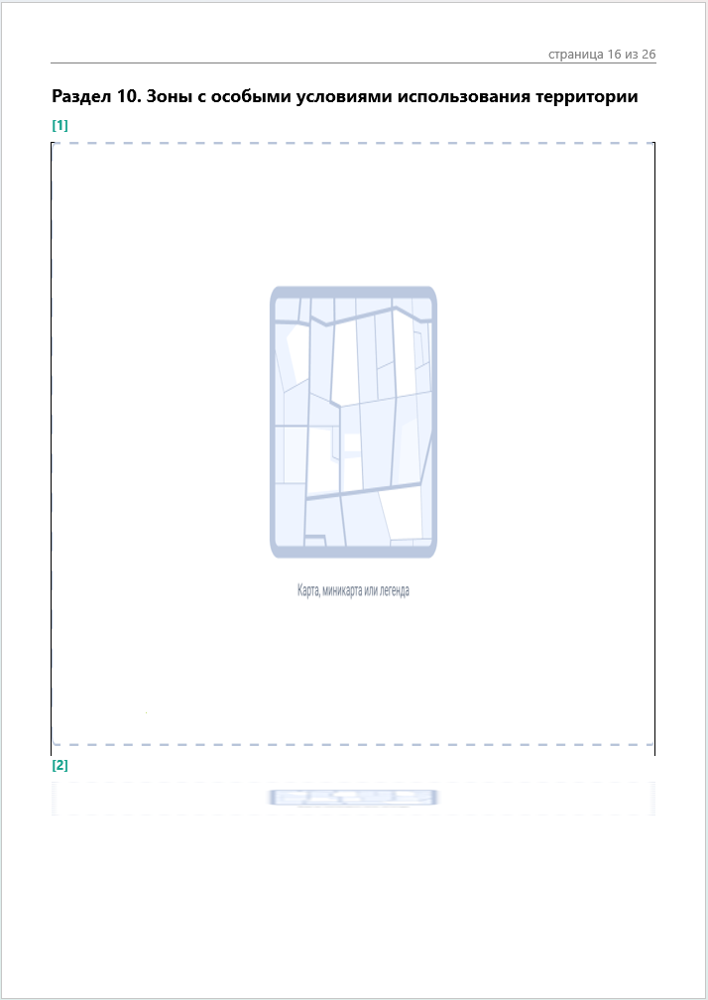 страница 16 из 26
Раздел 10. Зоны с особыми условиями использования территории
[1]
Карта, миникарта или легенда
[2]